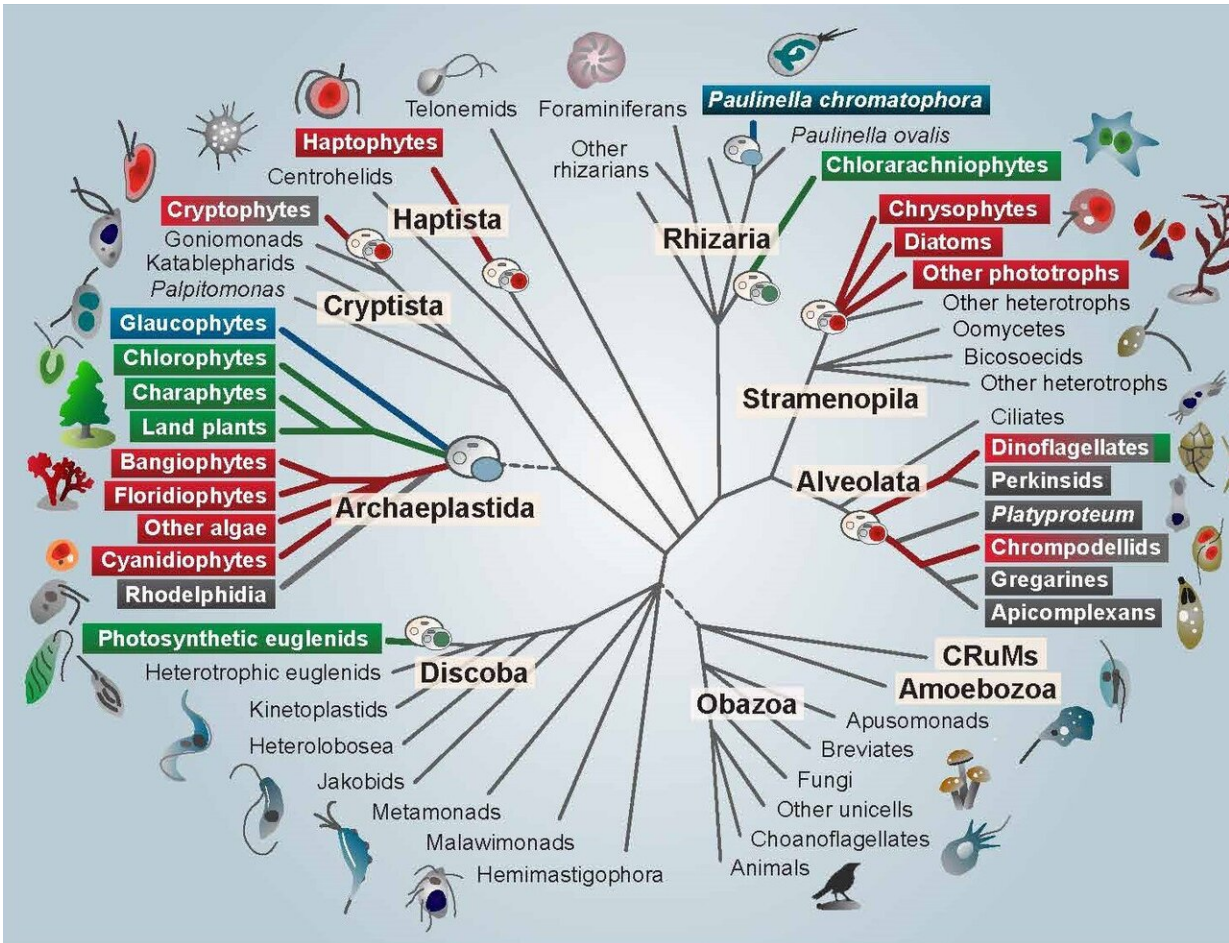 Telonemids
Foraminiferans
Paulinella chromatophora
Haptophytes
Other
rhizarians
Paulinella ovalis
Centrohelids
Chlorarachniophytes
Cryptophytes
Haptista
Rhizaria
Chrysophytes
Goniomonads
Diatoms
Katablepharids
Other phototrophs
Palpitomonas
Cryptista
Other heterotrophs
Glaucophytes
Oomycetes
Chlorophytes
Bicosoecids
Charaphytes
Stramenopila
Other heterotrophs
Land plants
Ciliates
Bangiophytes
Dinoflagellates
Floridiophytes
Archaeplastida
Alveolata
Perkinsids
Other algae
Platyproteum
Cyanidiophytes
Chrompodellids
Rhodelphidia
Gregarines
Apicomplexans
Photosynthetic euglenids
CRuMs
Heterotrophic euglenids
Discoba
Amoebozoa
Kinetoplastids
Obazoa
Apusomonads
Heterolobosea
Breviates
Jakobids
Fungi
Metamonads
Other unicells
Malawimonads
Choanoflagellates
Hemimastigophora
Animals